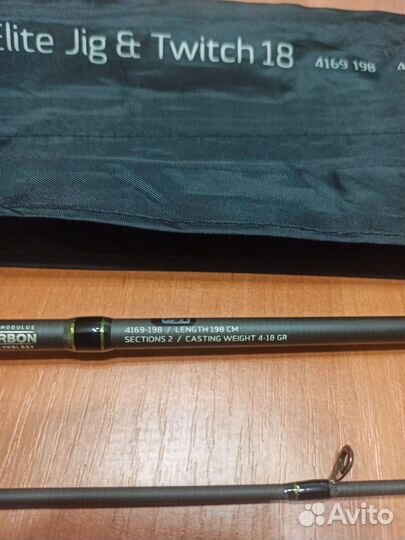 Elite Jig & Twitch 18 4169 198
MODULUS
RBON
CHNOLOGY
4169-198 / LENGTH 198 CM
SECTIONS 2 / CASTING WEIGHT 4-18 GR
Avito